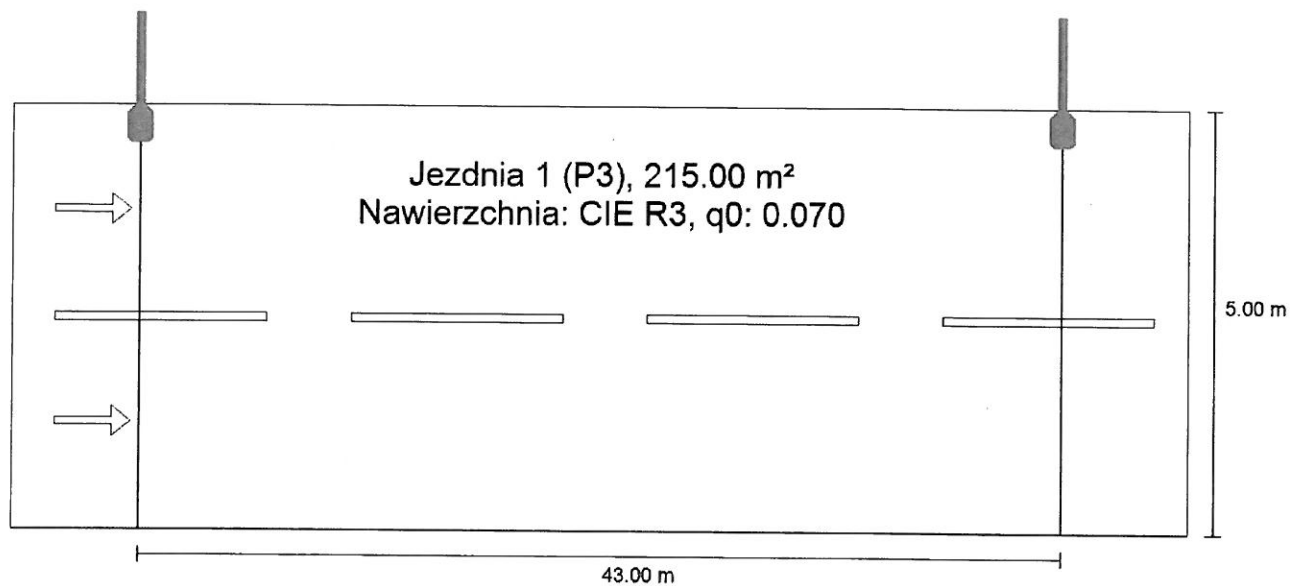 Jezdnia 1 (P3), 215.00 m²
Nawierzchnia: CIE R3, q0: 0.070
5.00 m
43.00 m